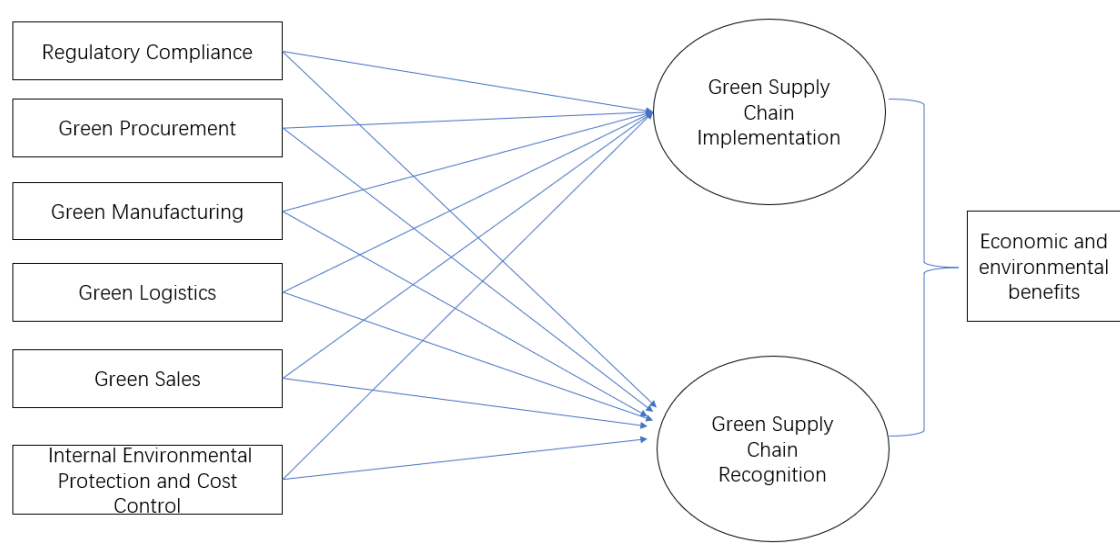 Regulatory Compliance
Green Procurement
Green Manufacturing
Green Logistics
Green Sales
Internal Environmental
Protection and Cost
Control
Green Supply
Chain
Implementation
Green Supply
Chain
Recognition
Economic and
environmental
benefits